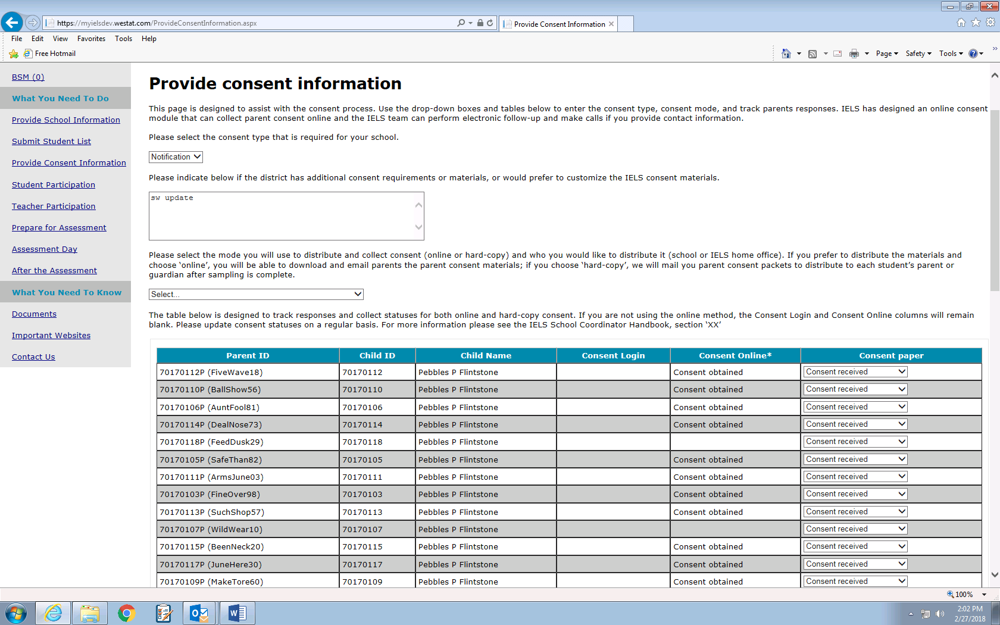 https://myielsdev.westat.com/ProvideConsentInformation.aspx
Provide Consent Information
File Edit View Favorites Tools Help
Free Hotmail
Page Safety Tools
BSM (0)
What You Need To Do
Provide School Information
Submit Student List
Provide Consent Information
Student Participation
Teacher Participation
Prepare for Assessment
Assessment Day
After the Assessment
What You Need To Know
Documents
Important Websites
Contact Us
Provide consent information
This page is designed to assist with the consent process. Use the drop-down boxes and tables below to enter the consent type, consent mode, and track parents responses. IELS has designed an online consent
module that can collect parent consent online and the IELS team can perform electronic follow-up and make calls if you provide contact information.
Please select the consent type that is required for your school.
Notification
Please indicate below if the district has additional consent requirements or materials, or would prefer to customize the IELS consent materials.
sw update
Please select the mode you will use to distribute and collect consent (online or hard-copy) and who you would like to distribute it (school or IELS home office). If you prefer to distribute the materials and
choose ‘online’, you will be able to download and email parents the parent consent materials; if you choose ‘hard-copy’, we will mail you parent consent packets to distribute to each student’s parent or
guardian after sampling is complete.
Select...
The table below is designed to track responses and collect statuses for both online and hard-copy consent. If you are not using the online method, the Consent Login and Consent Online columns will remain
blank. Please update consent statuses on a regular basis. For more information please see the IELS School Coordinator Handbook, section ‘XX’
Parent ID Child ID Child Name Consent Login Consent Online* Consent paper
70170112P (FiveWave18) 70170112 Pebbles P Flintstone Consent obtained Consent received
70170110P (BallShow56) 70170110 Pebbles P Flintstone Consent obtained Consent received
70170106P (AuntFool81) 70170106 Pebbles P Flintstone Consent obtained Consent received
70170114P (DealNose73) 70170114 Pebbles P Flintstone Consent obtained Consent received
70170118P (FeedDusk29) 70170118 Pebbles P Flintstone Consent received
70170105P (SafeThan82) 70170105 Pebbles P Flintstone Consent obtained Consent received
70170111P (ArmsJune03) 70170111 Pebbles P Flintstone Consent obtained Consent received
70170103P (FineOver98) 70170103 Pebbles P Flintstone Consent obtained Consent received
70170113P (SuchShop57) 70170113 Pebbles P Flintstone Consent obtained Consent received
70170107P (WildWear10) 70170107 Pebbles P Flintstone Consent received
70170115P (BeenNeck20) 70170115 Pebbles P Flintstone Consent obtained Consent received
70170117P (JuneHere30) 70170117 Pebbles P Flintstone Consent obtained Consent received
70170109P (MakeTore60) 70170109 Pebbles P Flintstone Consent obtained Consent received
100%
2:02 PM
2/27/2018